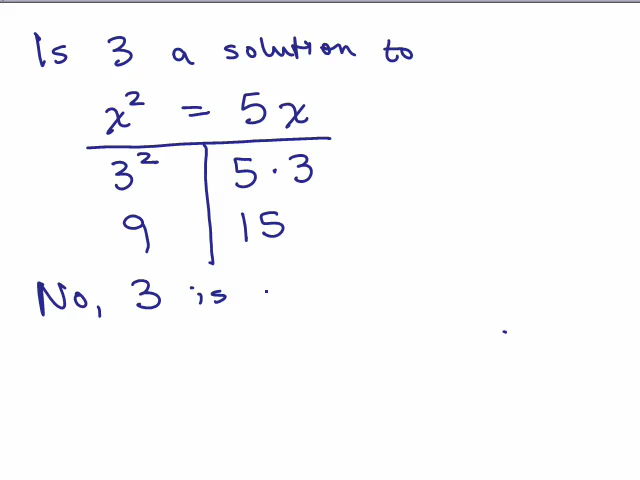 Is 3 a solution to
x² = 5x
3² 5·3
9 15
No, 3 is